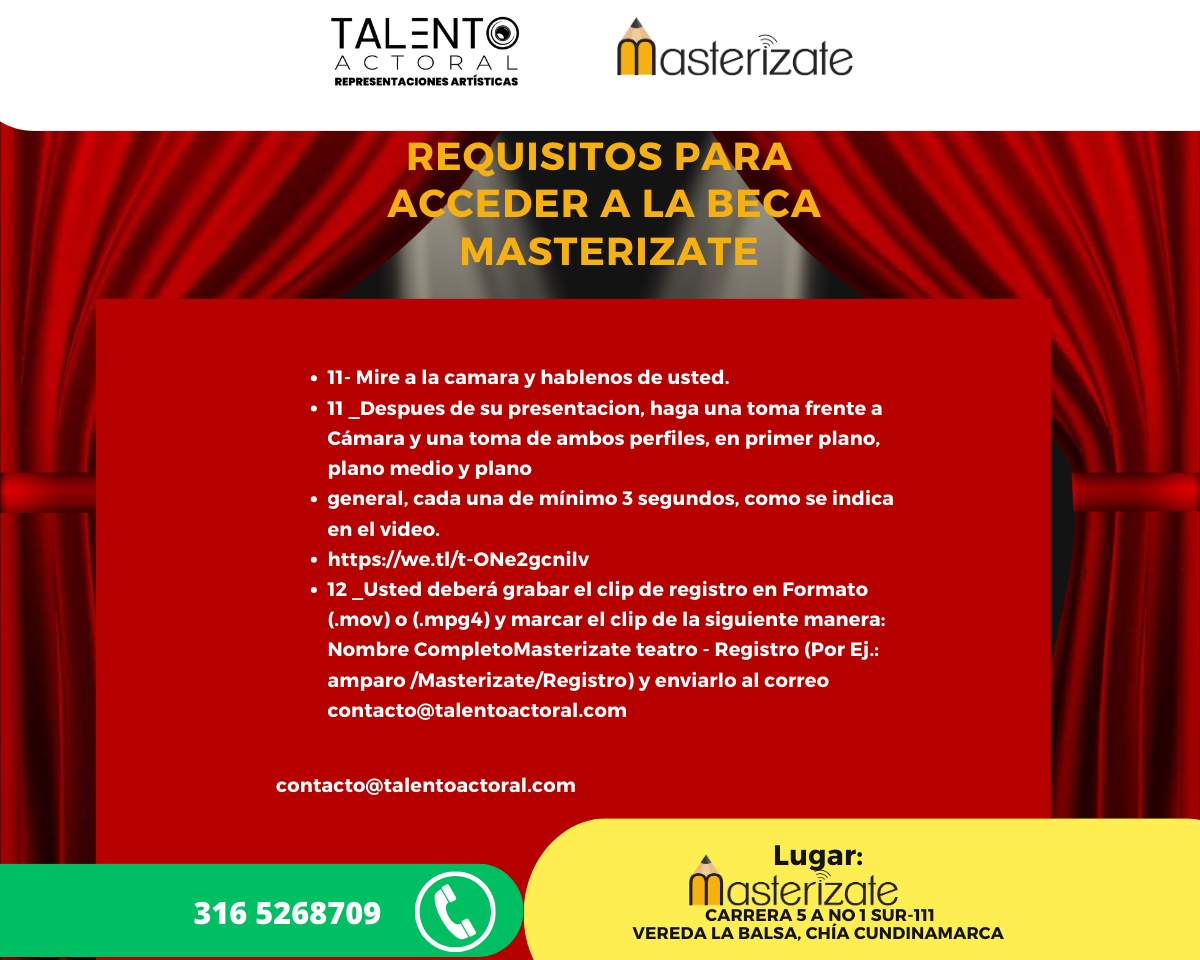 TALENTO
ACTORAL
REPRESENTACIONES ARTÍSTICAS
Masterizate
REQUISITOS PARA
ACCEDER A LA BECA
MASTERIZATE
• 11- Mire a la camara y hablenos de usted.
• 11 _Despues de su presentacion, haga una toma frente a
Cámara y una toma de ambos perfiles, en primer plano,
plano medio y plano
• general, cada una de mínimo 3 segundos, como se indica
en el video.
• https://we.tl/t-ONe2gcnilv
• 12 _Usted deberá grabar el clip de registro en Formato
(.mov) o (.mpg4) y marcar el clip de la siguiente manera:
Nombre CompletoMasterizate teatro - Registro (Por Ej.:
amparo /Masterizate/Registro) y enviarlo al correo
contacto@talentoactoral.com
contacto@talentoactoral.com
316 5268709
Lugar:
Masterizate
CARRERA 5 A NO 1 SUR-111
VEREDA LA BALSA, CHÍA CUNDINAMARCA